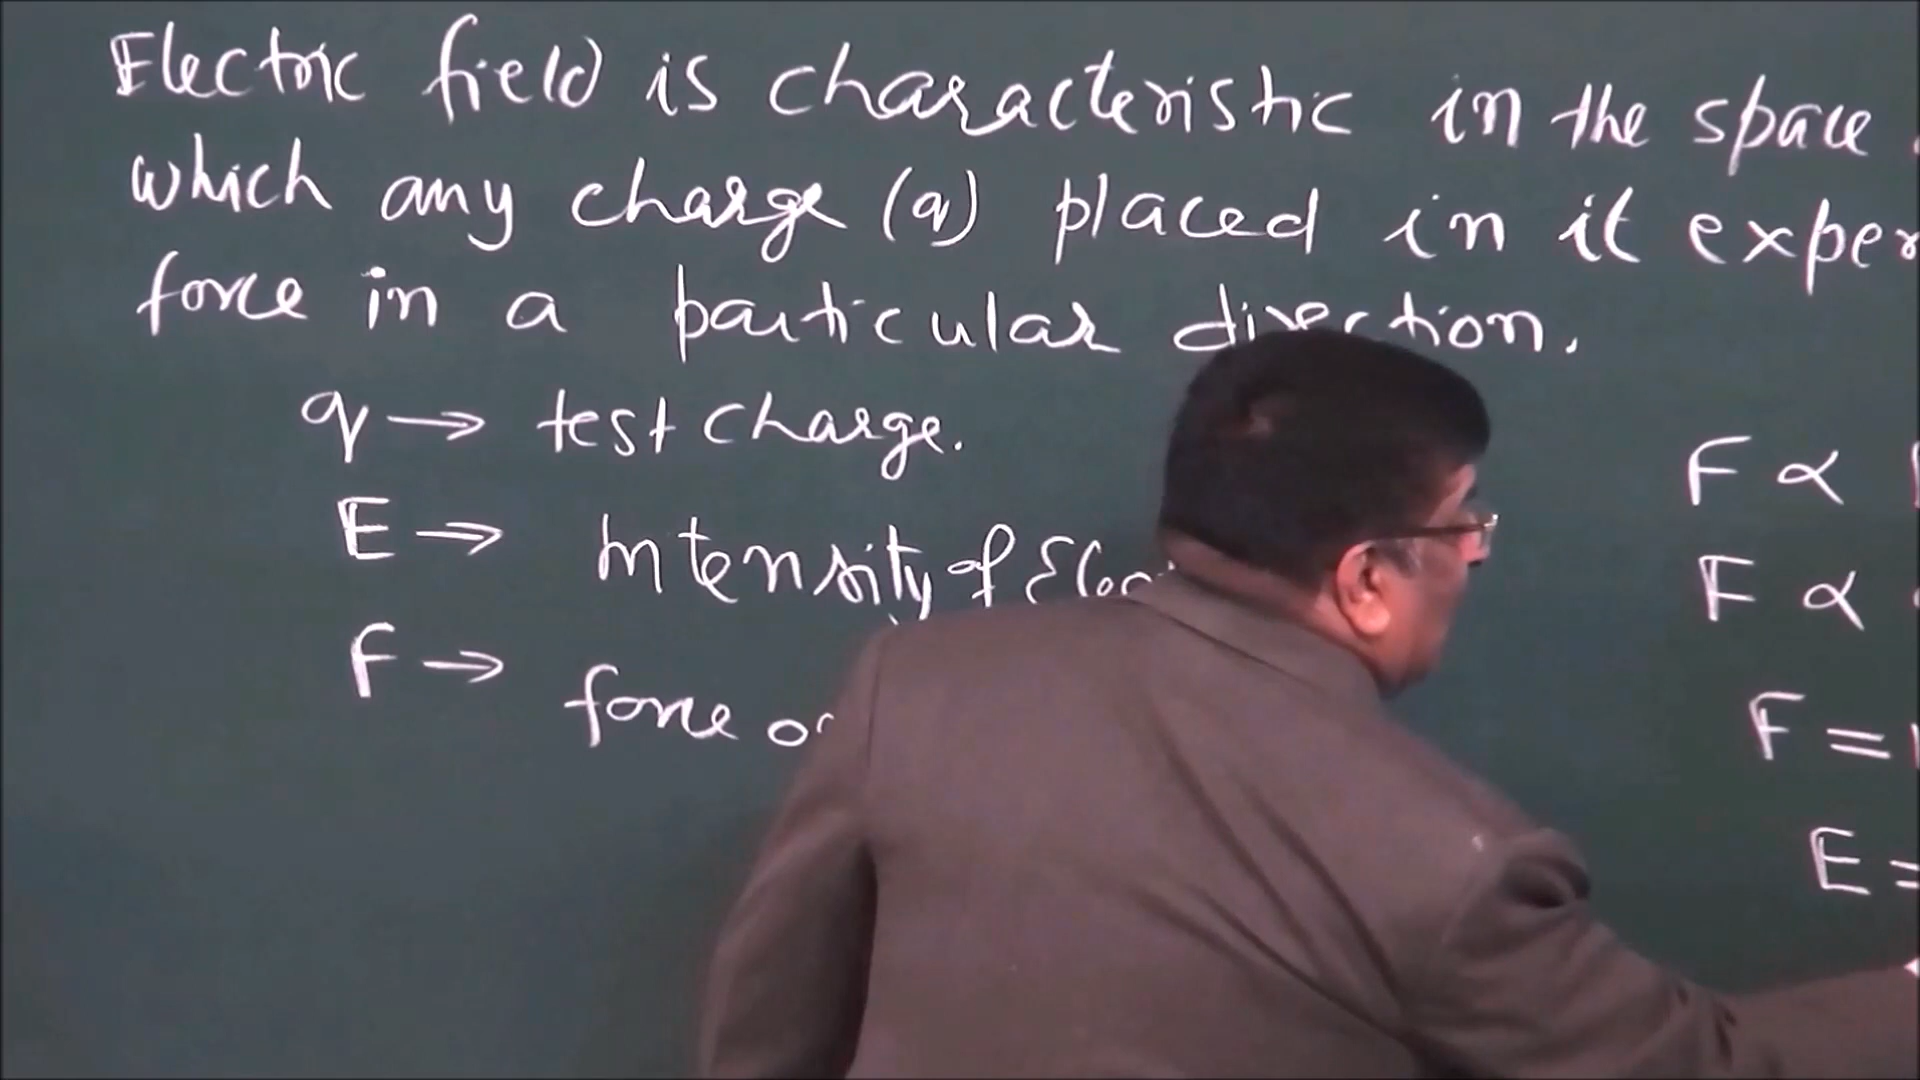 Electric field is characteristic in the space
which any charge (q) placed in it
force in a particular direction.
q → test charge.
E → Intensity of
F → force
F ∝
F ∝
F =
E =